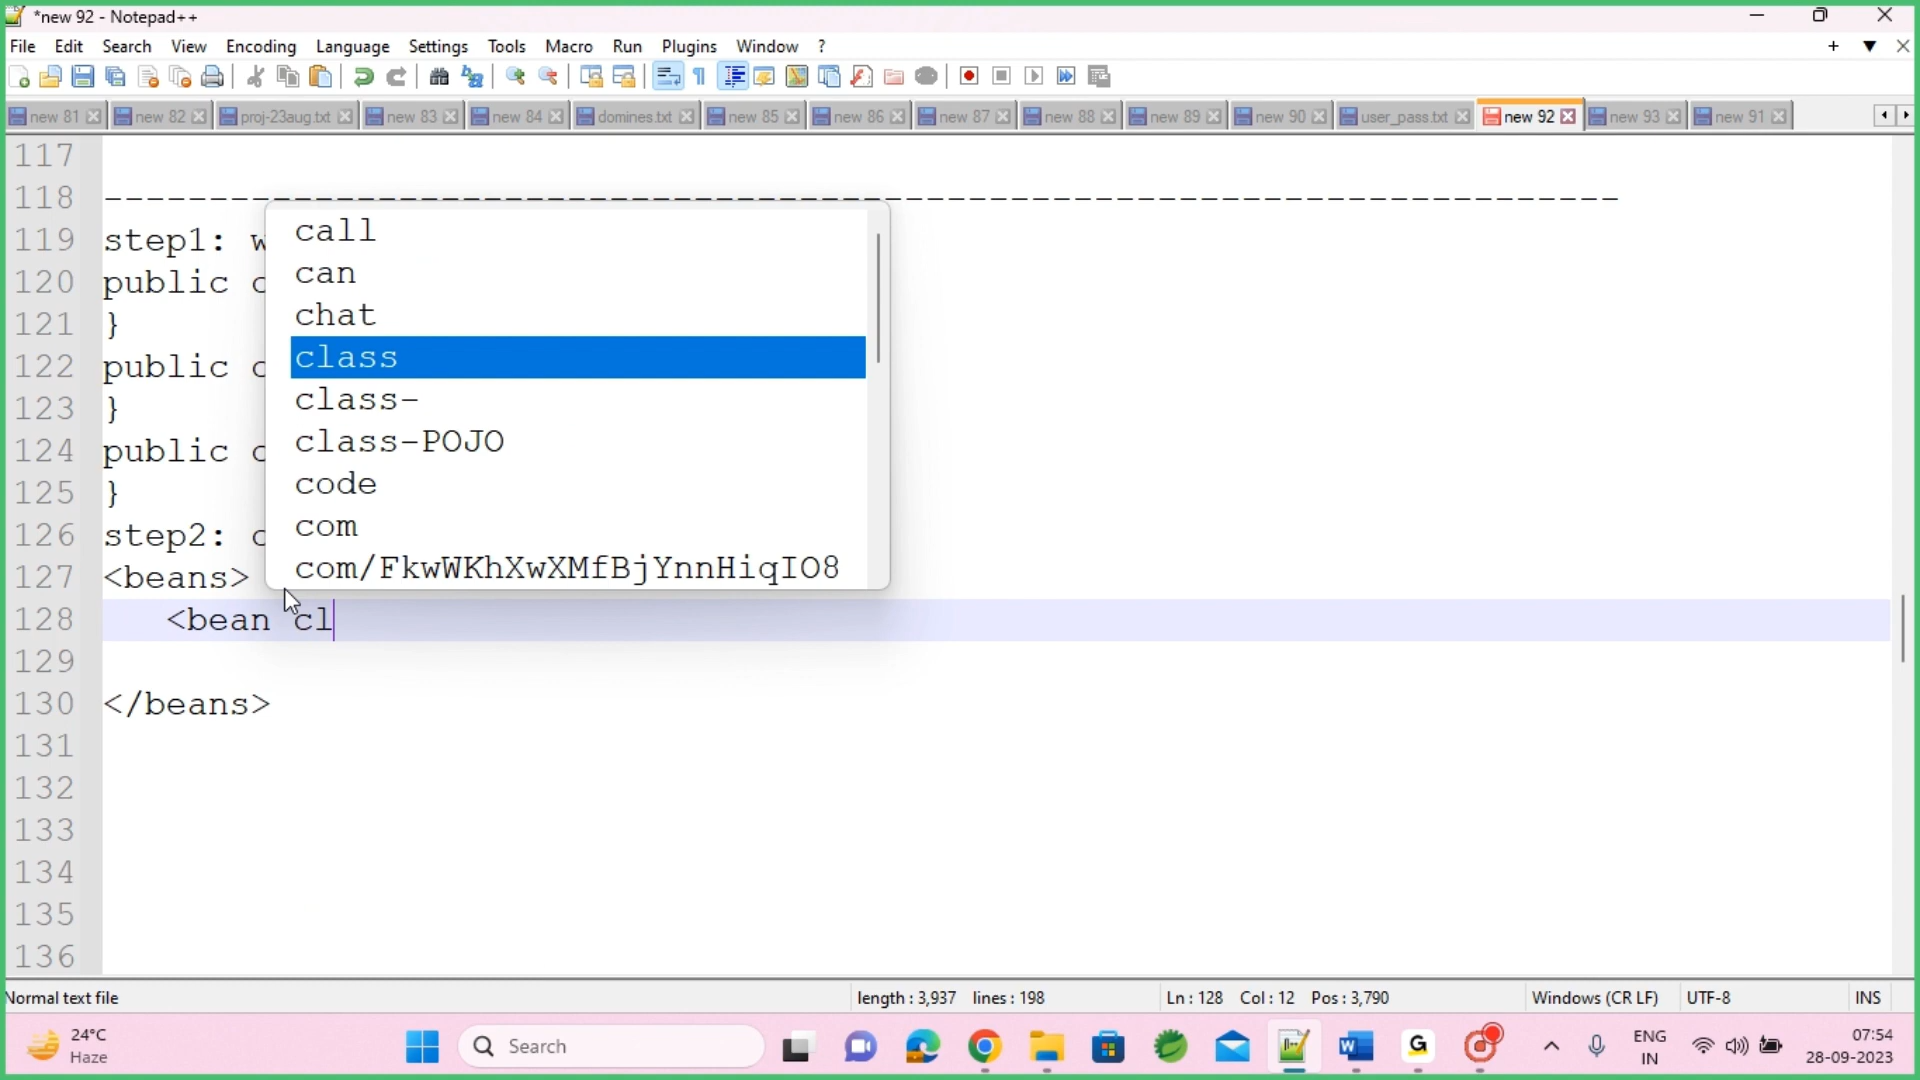 *new 92 - Notepad++
File Edit Search View Encoding Language Settings Tools Macro Run Plugins Window ?
new 81 new 82 proj-23aug.txt new 83 new 84 domines.txt new 85 new 86 new 87 new 88 new 89 new 90 user_pass.txt new 92 new 93 new 91
117
118 ------------------------------------------------------------------------
119 step1: w
120 public c
121 }
122 public c
123 }
124 public c
125 }
126 step2: c
127 <beans>
128 <bean cl
129
130 </beans>
131
132
133
134
135
136
call
can
chat
class
class-
class-POJO
code
com
com/FkwWKhXwXMfBjYnnHiqIO8
Normal text file length : 3,937 lines : 198 Ln : 128 Col : 12 Pos : 3,790 Windows (CR LF) UTF-8 INS
24°C
Haze
Search
ENG
IN
07:54
28-09-2023